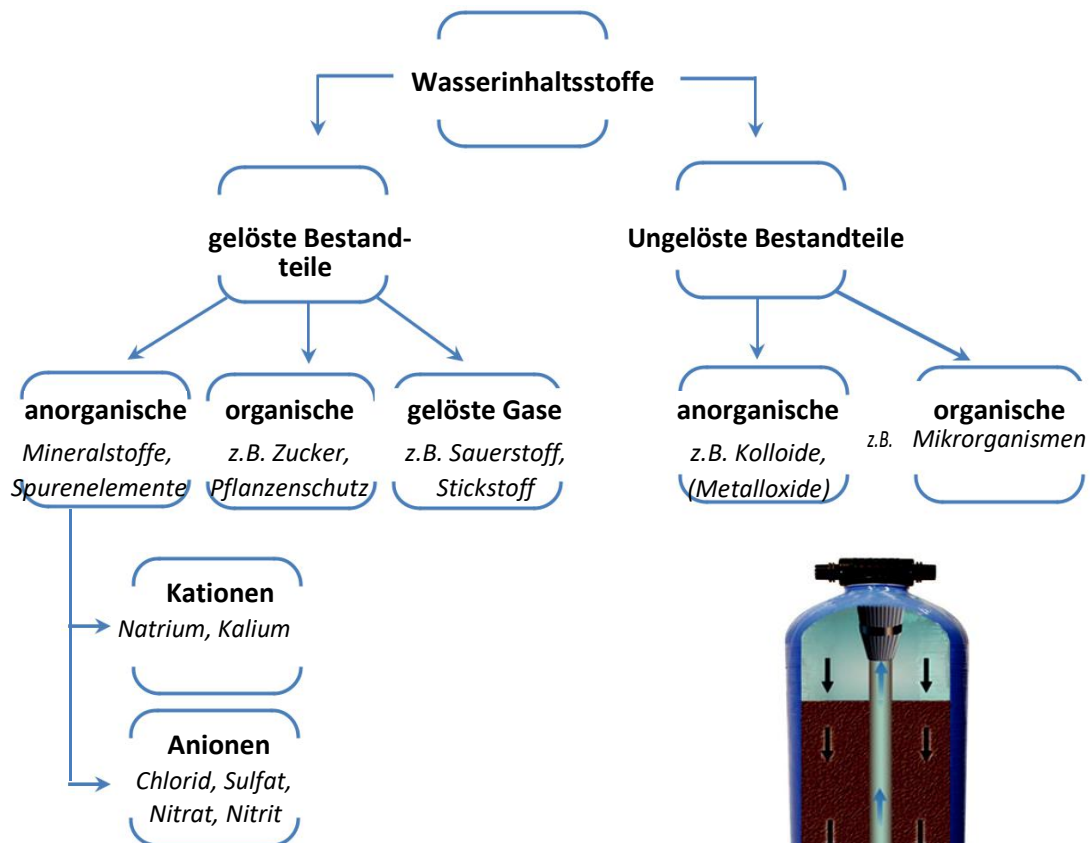 Wasserinhaltsstoffe
gelöste Bestand-
teile
Ungelöste Bestandteile
anorganische
Mineralstoffe,
Spurenelemente
organische
z.B. Zucker,
Pflanzenschutz
gelöste Gase
z.B. Sauerstoff,
Stickstoff
anorganische
z.B. Kolloide,
(Metalloxide)
organische
z.B. Mikrorganismen
Kationen
Natrium, Kalium
Anionen
Chlorid, Sulfat,
Nitrat, Nitrit